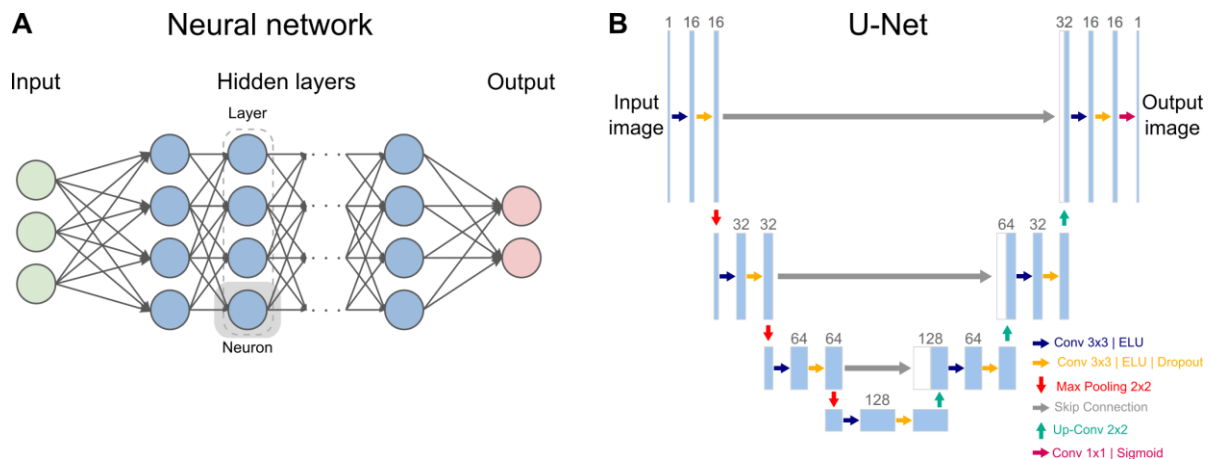 A
Neural network
Input
Hidden layers
Output
Layer
. . .
. . .
. . .
. . .
Neuron
B
U-Net
1 16 16
32 16 16 1
Input
image
Output
image
32 32
64 32
64 64
128 64
128
Conv 3x3 | ELU
Conv 3x3 | ELU | Dropout
Max Pooling 2x2
Skip Connection
Up-Conv 2x2
Conv 1x1 | Sigmoid